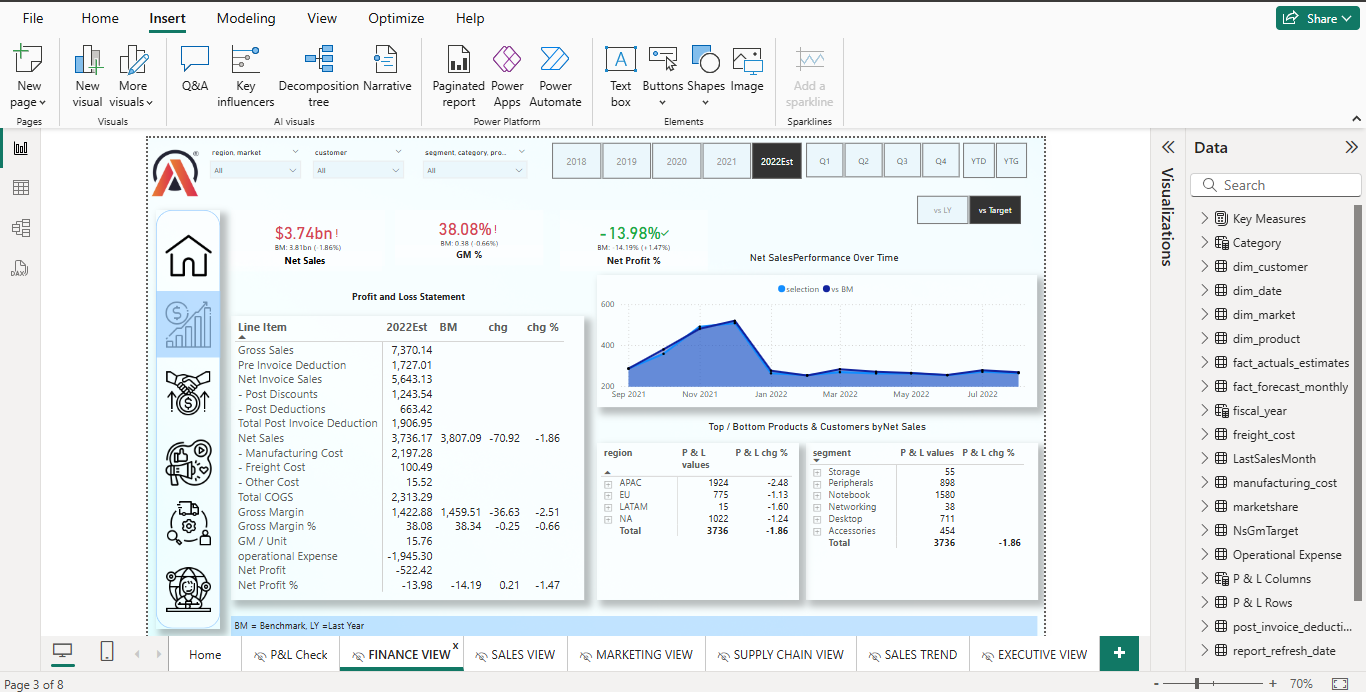 File Home Insert Modeling View Optimize Help Share
New page
New visual
More visuals
Q&A
Key influencers
Decomposition tree
Narrative
Paginated report
Power Apps
Power Automate
Text box
Buttons
Shapes
Image
Add a sparkline
Pages Visuals AI visuals Power Platform Elements Sparklines
region, market customer segment, category, pro...
All All All
2018 2019 2020 2021 2022Est Q1 Q2 Q3 Q4 YTD YTG
vs LY vs Target
$3.74bn!
BM: 3.81bn (-1.86%)
Net Sales
38.08%!
BM: 0.38 (-0.66%)
GM %
-13.98%✓
BM: -14.19% (+1.47%)
Net Profit %
Profit and Loss Statement
Line Item 2022Est BM chg chg %
Gross Sales 7,370.14
Pre Invoice Deduction 1,727.01
Net Invoice Sales 5,643.13
- Post Discounts 1,243.54
- Post Deductions 663.42
Total Post Invoice Deduction 1,906.95
Net Sales 3,736.17 3,807.09 -70.92 -1.86
- Manufacturing Cost 2,197.28
- Freight Cost 100.49
- Other Cost 15.52
Total COGS 2,313.29
Gross Margin 1,422.88 1,459.51 -36.63 -2.51
Gross Margin % 38.08 38.34 -0.25 -0.66
GM / Unit 15.76
operational Expense -1,945.30
Net Profit -522.42
Net Profit % -13.98 -14.19 0.21 -1.47
Net SalesPerformance Over Time
selection vs BM
600
400
200
Sep 2021 Nov 2021 Jan 2022 Mar 2022 May 2022 Jul 2022
Top / Bottom Products & Customers byNet Sales
region P & L values P & L chg %
APAC 1924 -2.48
EU 775 -1.13
LATAM 15 -1.60
NA 1022 -1.24
Total 3736 -1.86
segment P & L values P & L chg %
Storage 55
Peripherals 898
Notebook 1580
Networking 38
Desktop 711
Accessories 454
Total 3736 -1.86
BM = Benchmark, LY =Last Year
Visualizations
Data
Search
Key Measures
Category
dim_customer
dim_date
dim_market
dim_product
fact_actuals_estimates
fact_forecast_monthly
fiscal_year
freight_cost
LastSalesMonth
manufacturing_cost
marketshare
NsGmTarget
Operational Expense
P & L Columns
P & L Rows
post_invoice_deducti...
report_refresh_date
Home P&L Check FINANCE VIEW x SALES VIEW MARKETING VIEW SUPPLY CHAIN VIEW SALES TREND EXECUTIVE VIEW +
Page 3 of 8 - + 70%